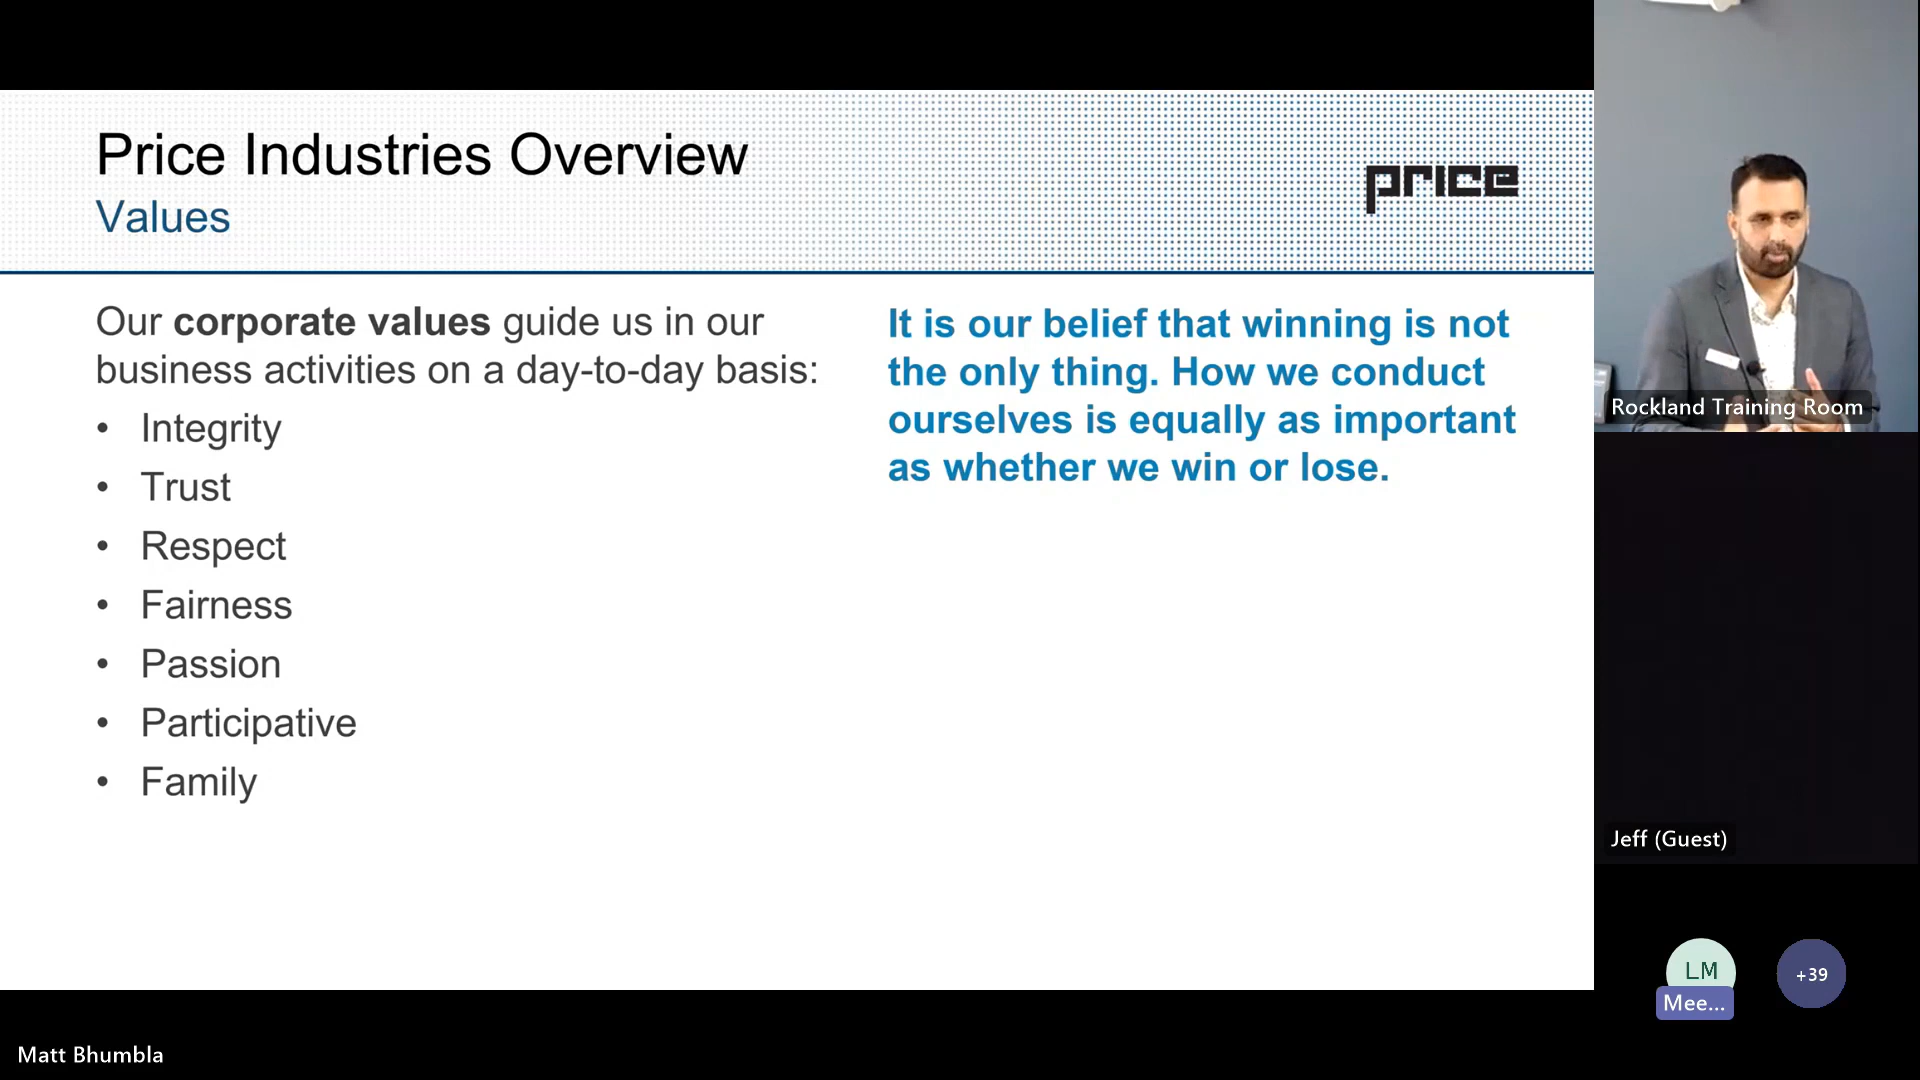 Price Industries Overview
Values
price
Our corporate values guide us in our
business activities on a day-to-day basis:
• Integrity
• Trust
• Respect
• Fairness
• Passion
• Participative
• Family
It is our belief that winning is not
the only thing. How we conduct
ourselves is equally as important
as whether we win or lose.
Rockland Training Room
Jeff (Guest)
LM
Mee...
+39
Matt Bhumbla